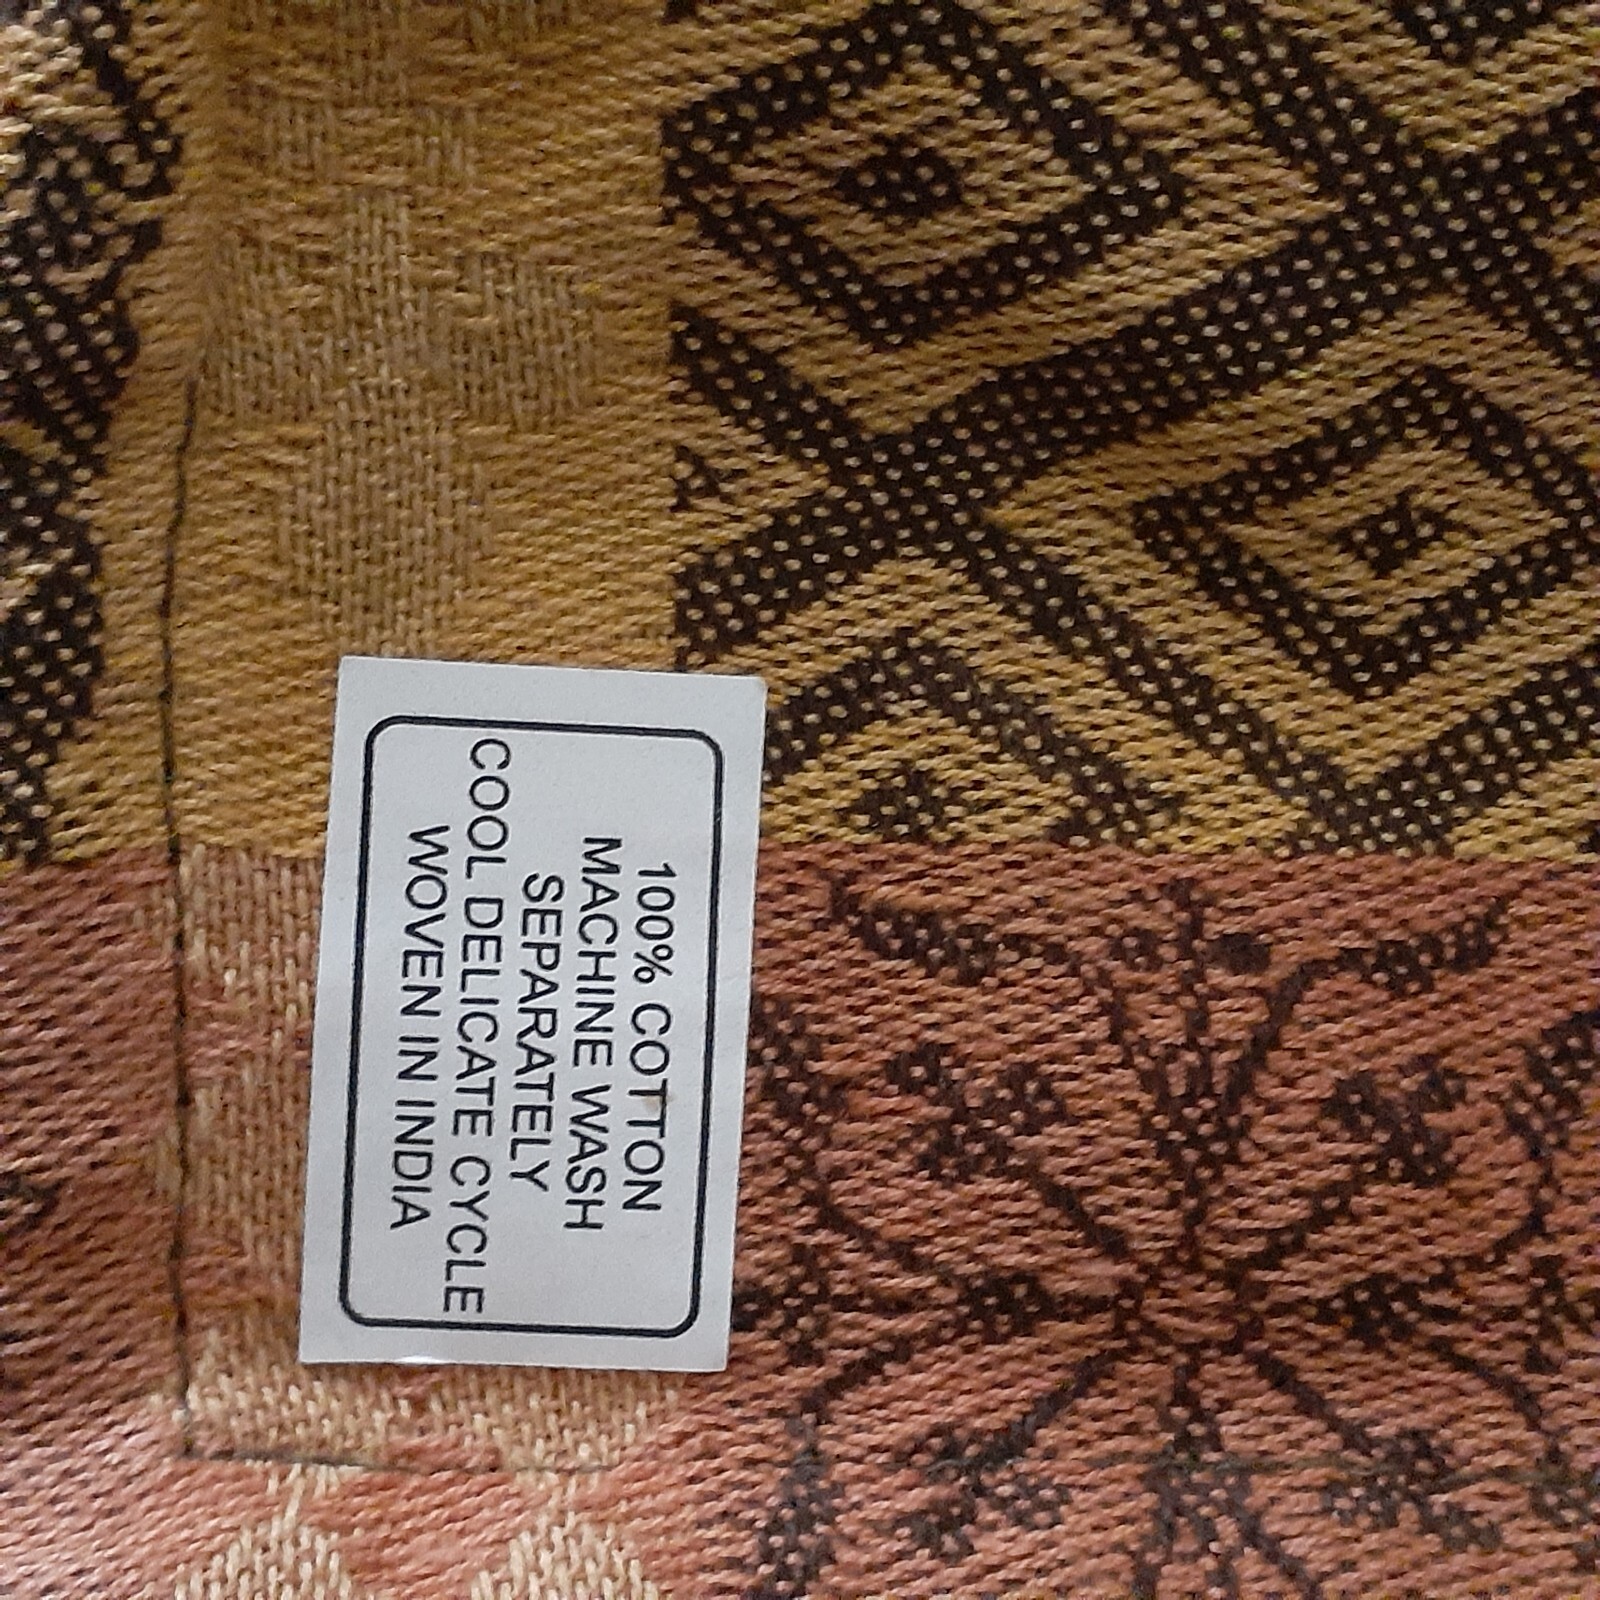 100% COTTON
MACHINE WASH
SEPARATELY
COOL DELICATE CYCLE
WOVEN IN INDIA